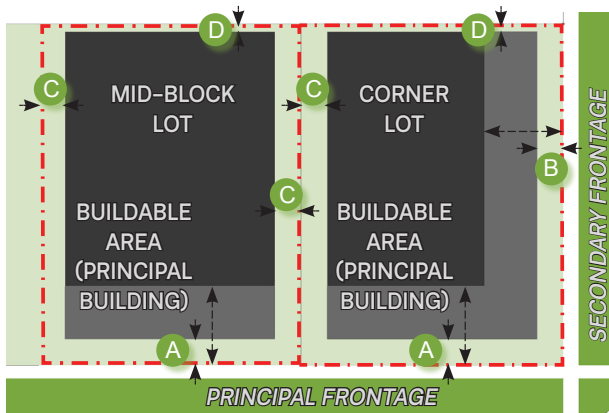 D
D
C
C
MID–BLOCK
LOT
CORNER
LOT
B
C
BUILDABLE
AREA
(PRINCIPAL
BUILDING)
BUILDABLE
AREA
(PRINCIPAL
BUILDING)
A
A
SECONDARY FRONTAGE
PRINCIPAL FRONTAGE